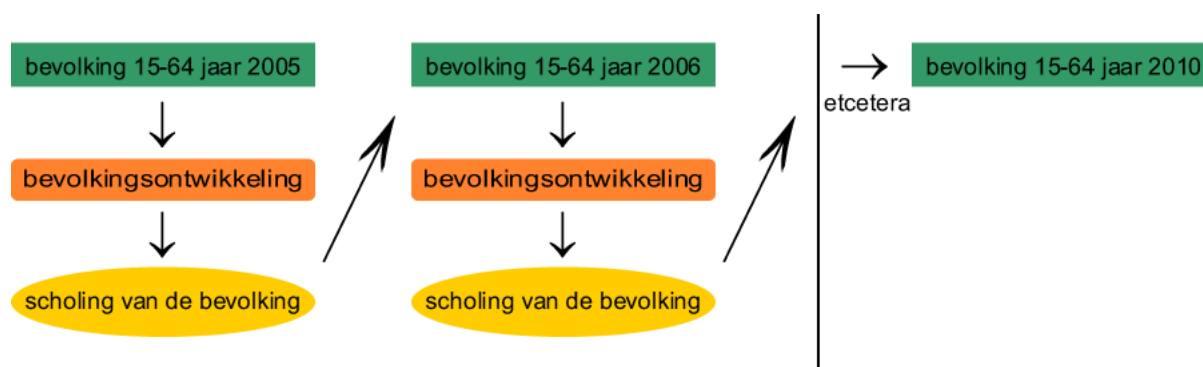 bevolking 15-64 jaar 2005
bevolkingsontwikkeling
scholing van de bevolking
bevolking 15-64 jaar 2006
bevolkingsontwikkeling
scholing van de bevolking
etcetera
bevolking 15-64 jaar 2010